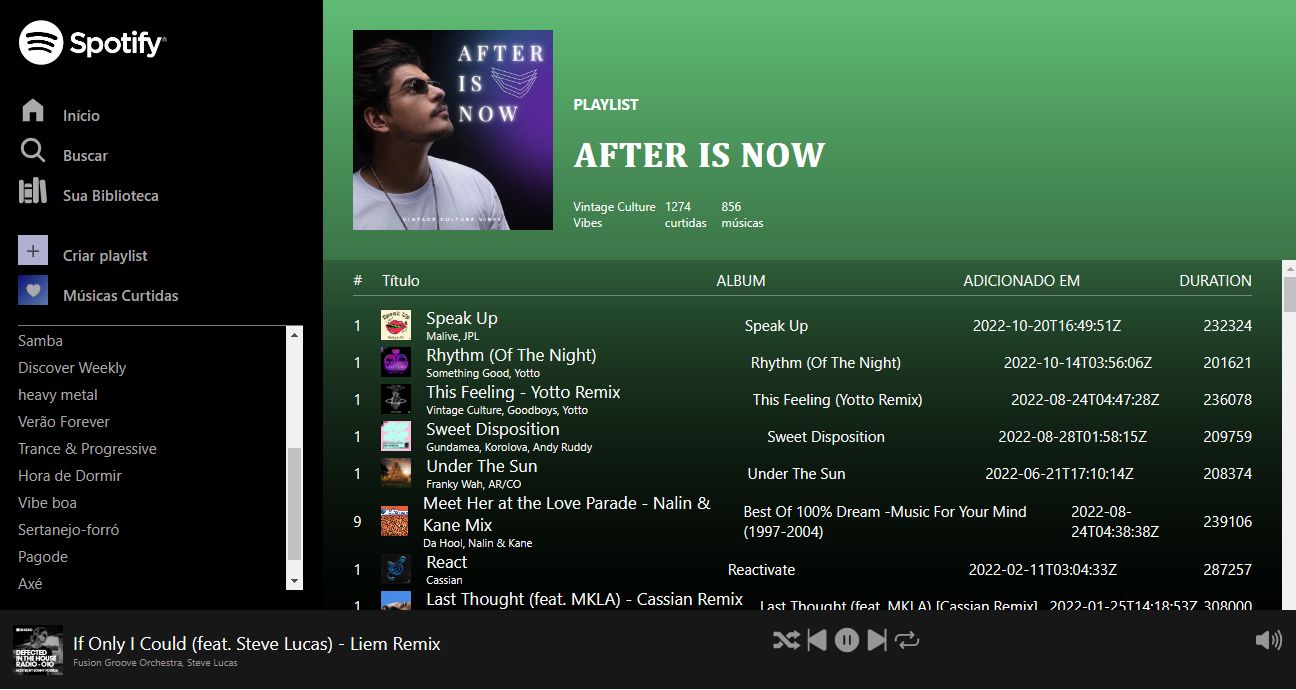 Spotify
Início
Buscar
Sua Biblioteca
Criar playlist
Músicas Curtidas
Samba
Discover Weekly
heavy metal
Verão Forever
Trance & Progressive
Hora de Dormir
Vibe boa
Sertanejo-forró
Pagode
Axé
AFTER
IS
NOW
VINTAGE CULTURE VIBES
PLAYLIST
AFTER IS NOW
Vintage Culture 1274 856
Vibes curtidas músicas
# Título ALBUM ADICIONADO EM DURATION
1 Speak Up Speak Up 2022-10-20T16:49:51Z 232324
Malive, JPL
1 Rhythm (Of The Night) Rhythm (Of The Night) 2022-10-14T03:56:06Z 201621
Something Good, Yotto
1 This Feeling - Yotto Remix This Feeling (Yotto Remix) 2022-08-24T04:47:28Z 236078
Vintage Culture, Goodboys, Yotto
1 Sweet Disposition Sweet Disposition 2022-08-28T01:58:15Z 209759
Gundamea, Korolova, Andy Ruddy
1 Under The Sun Under The Sun 2022-06-21T17:10:14Z 208374
Franky Wah, AR/CO
9 Meet Her at the Love Parade - Nalin & Best Of 100% Dream -Music For Your Mind 2022-08- 239106
Kane Mix (1997-2004) 24T04:38:38Z
Da Hool, Nalin & Kane
1 React Reactivate 2022-02-11T03:04:33Z 287257
Cassian
1 Last Thought (feat. MKLA) - Cassian Remix Last Thought (feat. MKLA) [Cassian Remix] 2022-01-25T14:18:53Z 308000
DEFECTED
IN THE HOUSE
RADIO - 010
If Only I Could (feat. Steve Lucas) - Liem Remix
Fusion Groove Orchestra, Steve Lucas